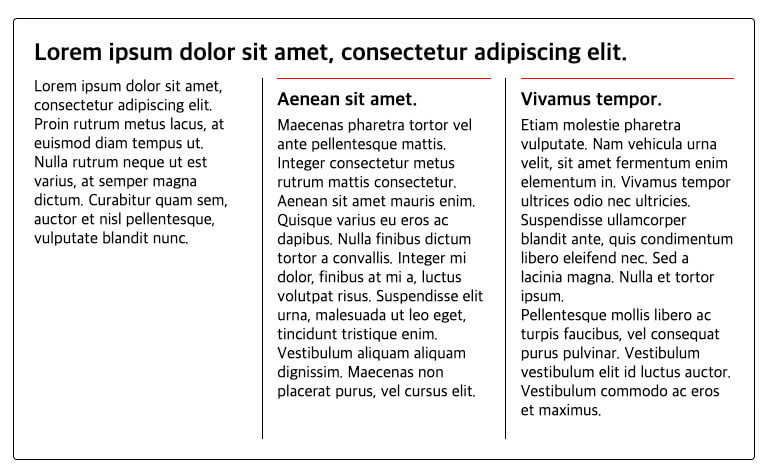 Lorem ipsum dolor sit amet, consectetur adipiscing elit.
Lorem ipsum dolor sit amet,
consectetur adipiscing elit.
Proin rutrum metus lacus, at
euismod diam tempus ut.
Nulla rutrum neque ut est
varius, at semper magna
dictum. Curabitur quam sem,
auctor et nisl pellentesque,
vulputate blandit nunc.
Aenean sit amet.
Maecenas pharetra tortor vel
ante pellentesque mattis.
Integer consectetur metus
rutrum mattis consectetur.
Aenean sit amet mauris enim.
Quisque varius eu eros ac
dapibus. Nulla finibus dictum
tortor a convallis. Integer mi
dolor, finibus at mi a, luctus
volutpat risus. Suspendisse elit
urna, malesuada ut leo eget,
tincidunt tristique enim.
Vestibulum aliquam aliquam
dignissim. Maecenas non
placerat purus, vel cursus elit.
Vivamus tempor.
Etiam molestie pharetra
vulputate. Nam vehicula urna
velit, sit amet fermentum enim
elementum in. Vivamus tempor
ultrices odio nec ultricies.
Suspendisse ullamcorper
blandit ante, quis condimentum
libero eleifend nec. Sed a
lacinia magna. Nulla et tortor
ipsum.
Pellentesque mollis libero ac
turpis faucibus, vel consequat
purus pulvinar. Vestibulum
vestibulum elit id luctus auctor.
Vestibulum commodo ac eros
et maximus.